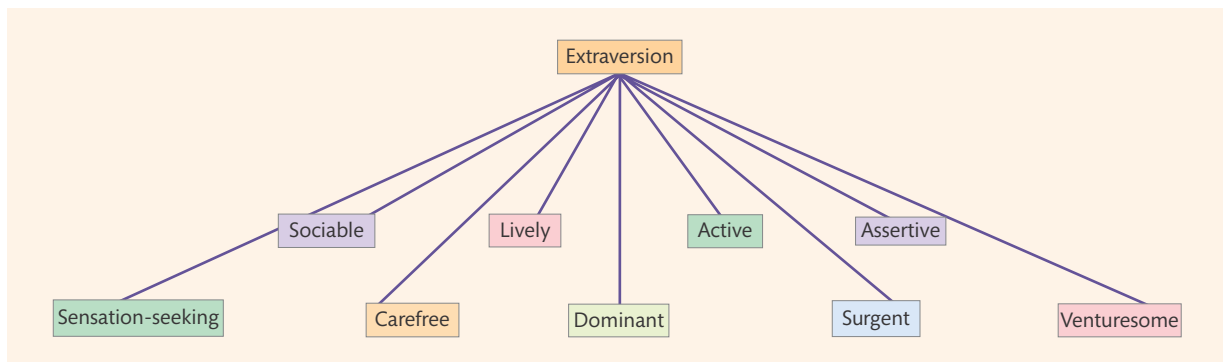 Extraversion
Sociable
Lively
Active
Assertive
Sensation-seeking
Carefree
Dominant
Surgent
Venturesome